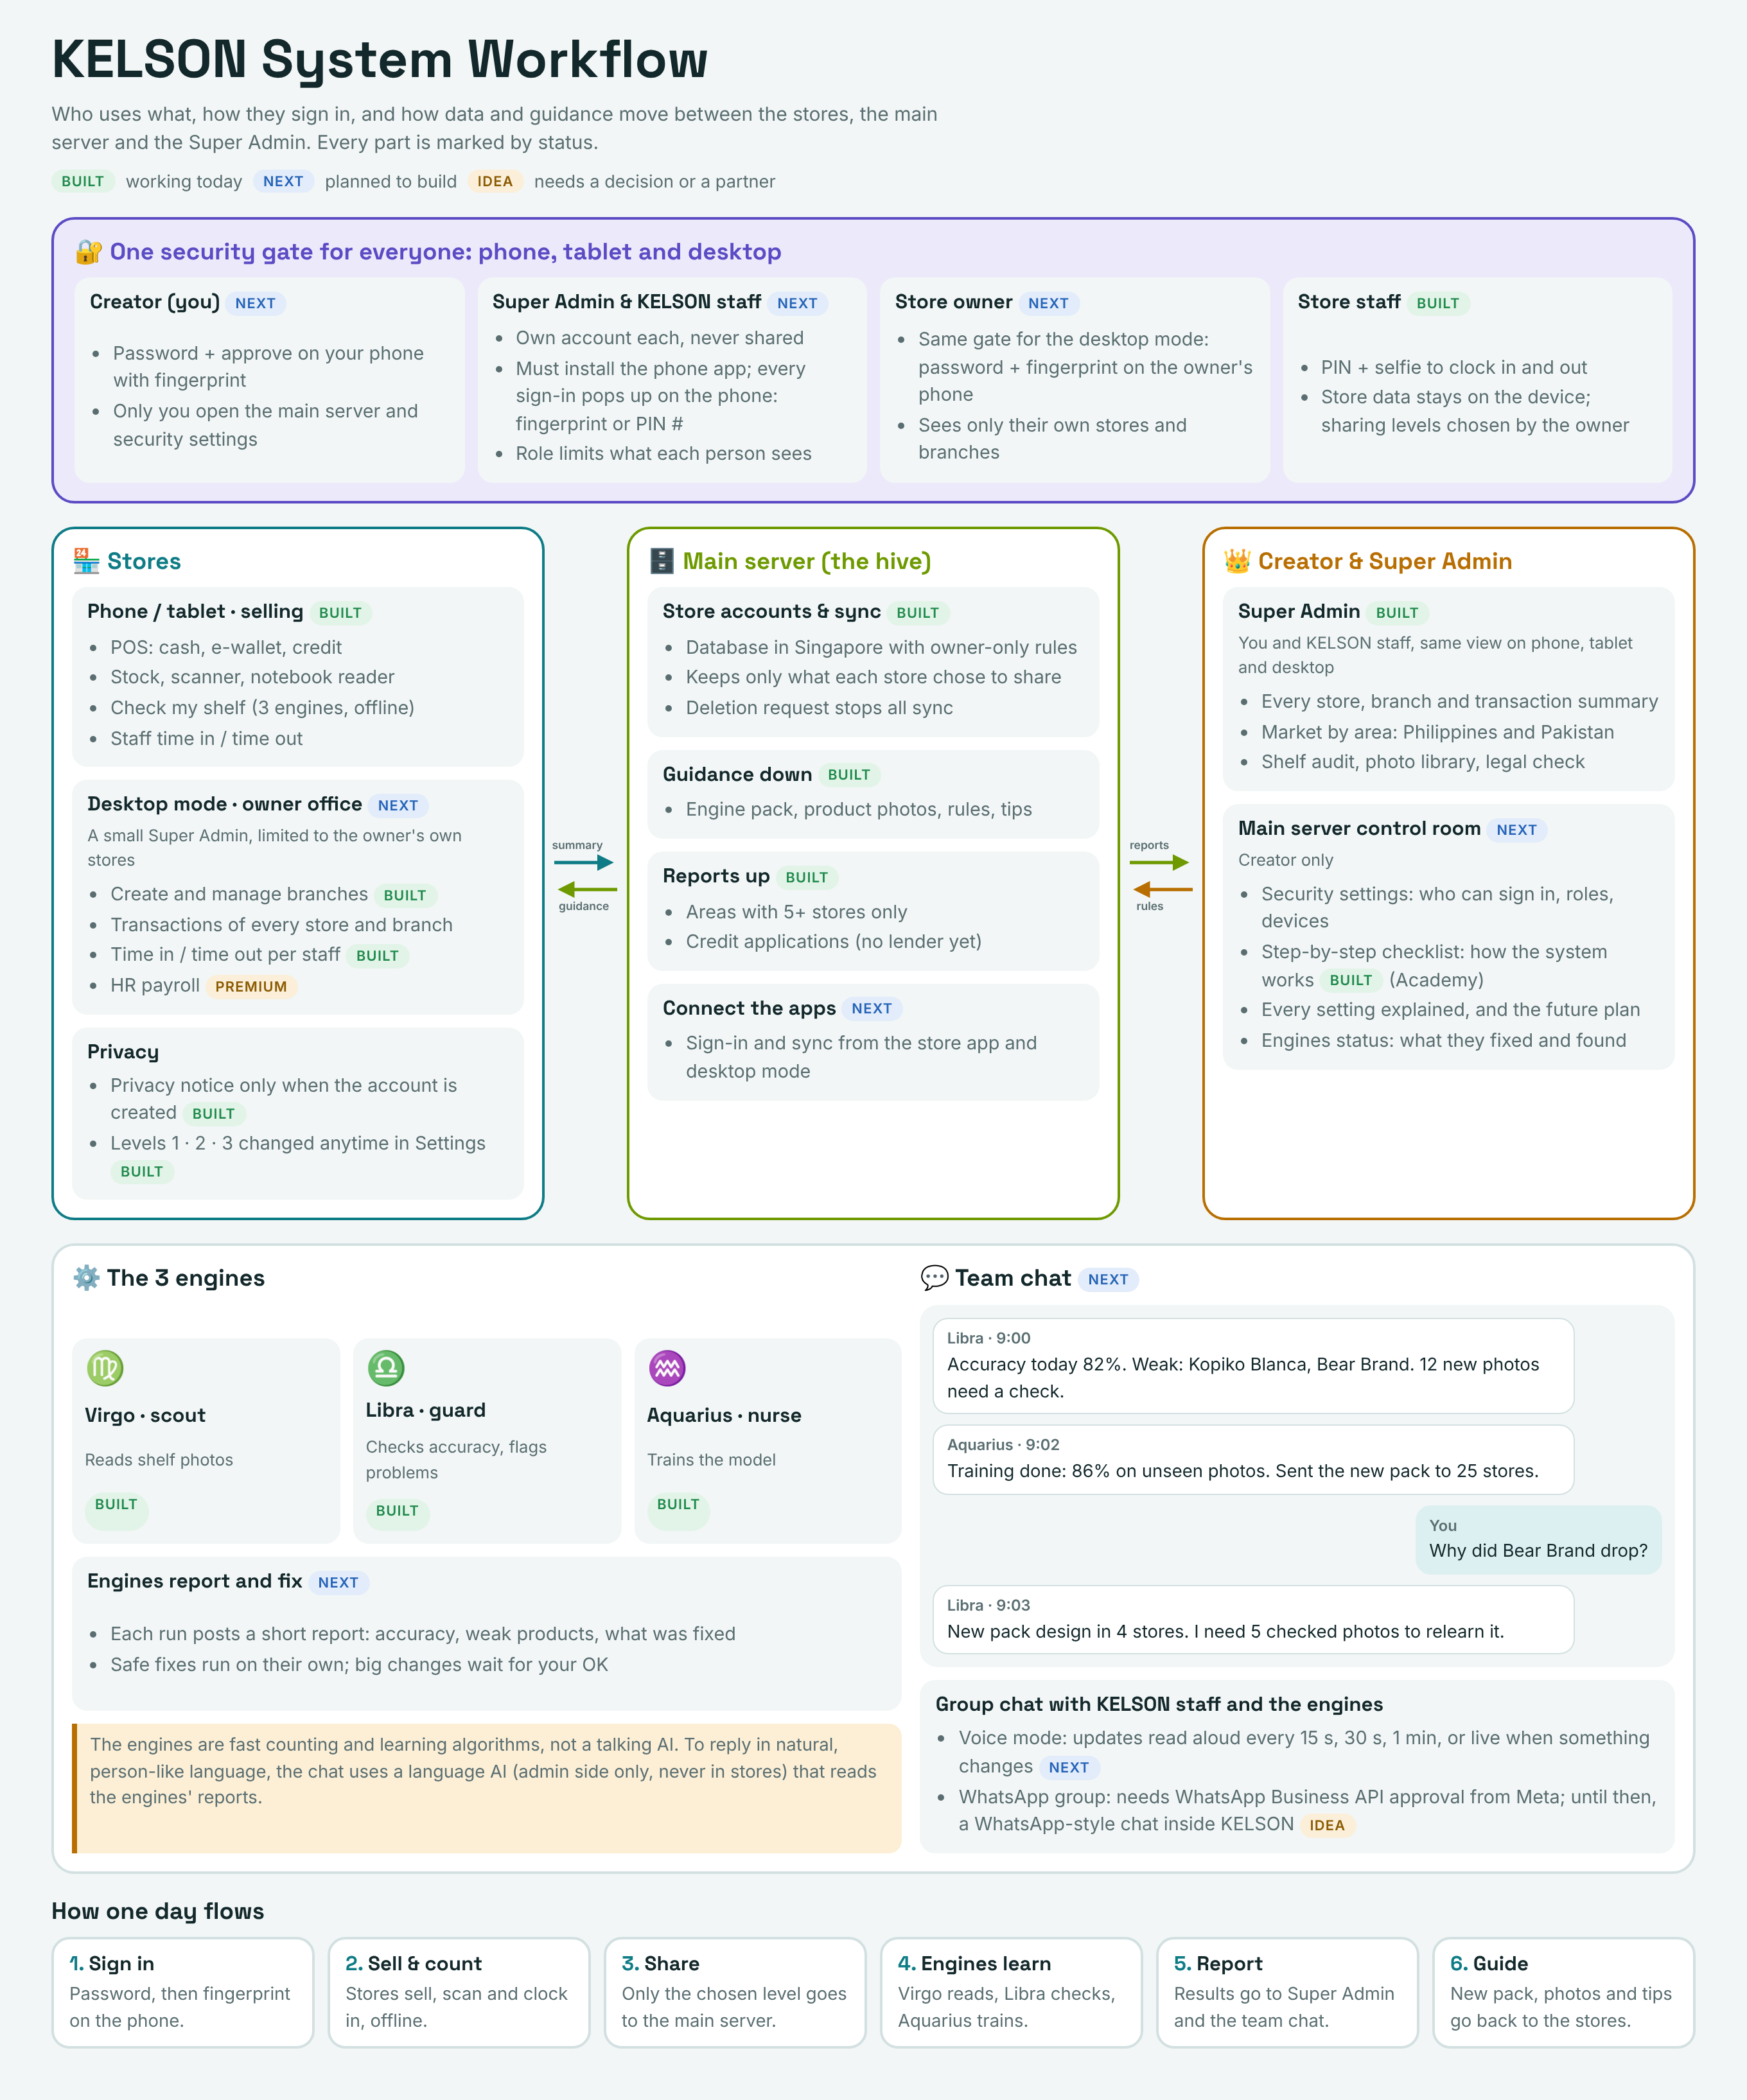 KELSON System Workflow
Who uses what, how they sign in, and how data and guidance move between the stores, the main
server and the Super Admin. Every part is marked by status.
BUILT working today NEXT planned to build IDEA needs a decision or a partner
One security gate for everyone: phone, tablet and desktop
Creator (you) NEXT
Password + approve on your phone
with fingerprint
Only you open the main server and
security settings
Super Admin & KELSON staff NEXT
Own account each, never shared
Must install the phone app; every
sign-in pops up on the phone:
fingerprint or PIN #
Role limits what each person sees
Store owner NEXT
Same gate for the desktop mode:
password + fingerprint on the owner's
phone
Sees only their own stores and
branches
Store staff BUILT
PIN + selfie to clock in and out
Store data stays on the device;
sharing levels chosen by the owner
Stores
Phone / tablet · selling BUILT
POS: cash, e-wallet, credit
Stock, scanner, notebook reader
Check my shelf (3 engines, offline)
Staff time in / time out
Desktop mode · owner office NEXT
A small Super Admin, limited to the owner's own
stores
Create and manage branches BUILT
Transactions of every store and branch
Time in / time out per staff BUILT
HR payroll PREMIUM
Privacy
Privacy notice only when the account is
created BUILT
Levels 1 · 2 · 3 changed anytime in Settings
BUILT
summary
guidance
Main server (the hive)
Store accounts & sync BUILT
Database in Singapore with owner-only rules
Keeps only what each store chose to share
Deletion request stops all sync
Guidance down BUILT
Engine pack, product photos, rules, tips
Reports up BUILT
Areas with 5+ stores only
Credit applications (no lender yet)
Connect the apps NEXT
Sign-in and sync from the store app and
desktop mode
reports
rules
Creator & Super Admin
Super Admin BUILT
You and KELSON staff, same view on phone, tablet
and desktop
Every store, branch and transaction summary
Market by area: Philippines and Pakistan
Shelf audit, photo library, legal check
Main server control room NEXT
Creator only
Security settings: who can sign in, roles,
devices
Step-by-step checklist: how the system
works BUILT (Academy)
Every setting explained, and the future plan
Engines status: what they fixed and found
The 3 engines
Virgo · scout
Reads shelf photos
BUILT
Libra · guard
Checks accuracy, flags
problems
BUILT
Aquarius · nurse
Trains the model
BUILT
Engines report and fix NEXT
Each run posts a short report: accuracy, weak products, what was fixed
Safe fixes run on their own; big changes wait for your OK
The engines are fast counting and learning algorithms, not a talking AI. To reply in natural,
person-like language, the chat uses a language AI (admin side only, never in stores) that reads
the engines' reports.
Team chat NEXT
Libra · 9:00
Accuracy today 82%. Weak: Kopiko Blanca, Bear Brand. 12 new photos
need a check.
Aquarius · 9:02
Training done: 86% on unseen photos. Sent the new pack to 25 stores.
You
Why did Bear Brand drop?
Libra · 9:03
New pack design in 4 stores. I need 5 checked photos to relearn it.
Group chat with KELSON staff and the engines
Voice mode: updates read aloud every 15 s, 30 s, 1 min, or live when something
changes NEXT
WhatsApp group: needs WhatsApp Business API approval from Meta; until then,
a WhatsApp-style chat inside KELSON IDEA
How one day flows
1. Sign in
Password, then fingerprint
on the phone.
2. Sell & count
Stores sell, scan and clock
in, offline.
3. Share
Only the chosen level goes
to the main server.
4. Engines learn
Virgo reads, Libra checks,
Aquarius trains.
5. Report
Results go to Super Admin
and the team chat.
6. Guide
New pack, photos and tips
go back to the stores.